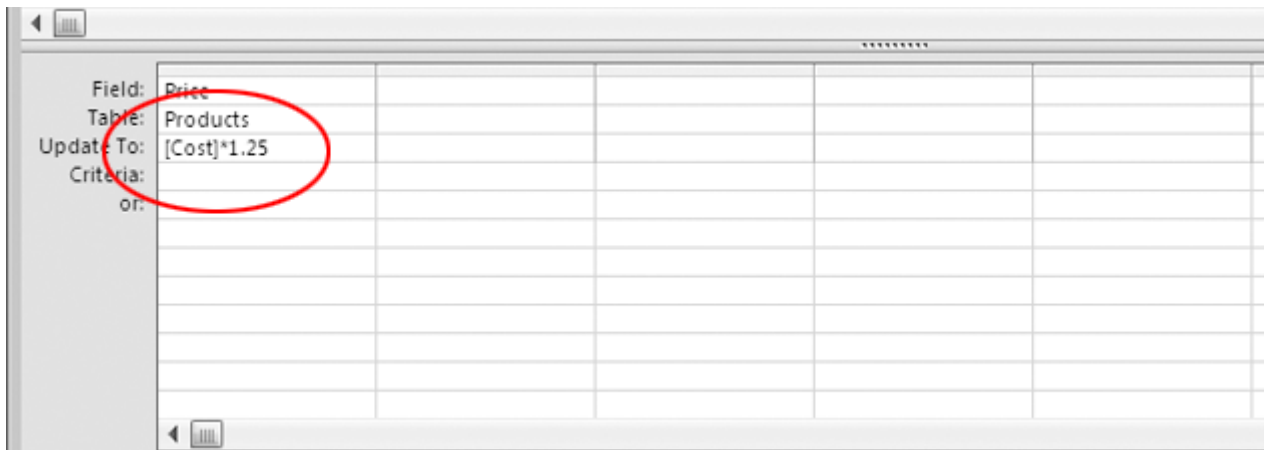 Field: Price
Table: Products
Update To: [Cost]*1.25
Criteria:
or: